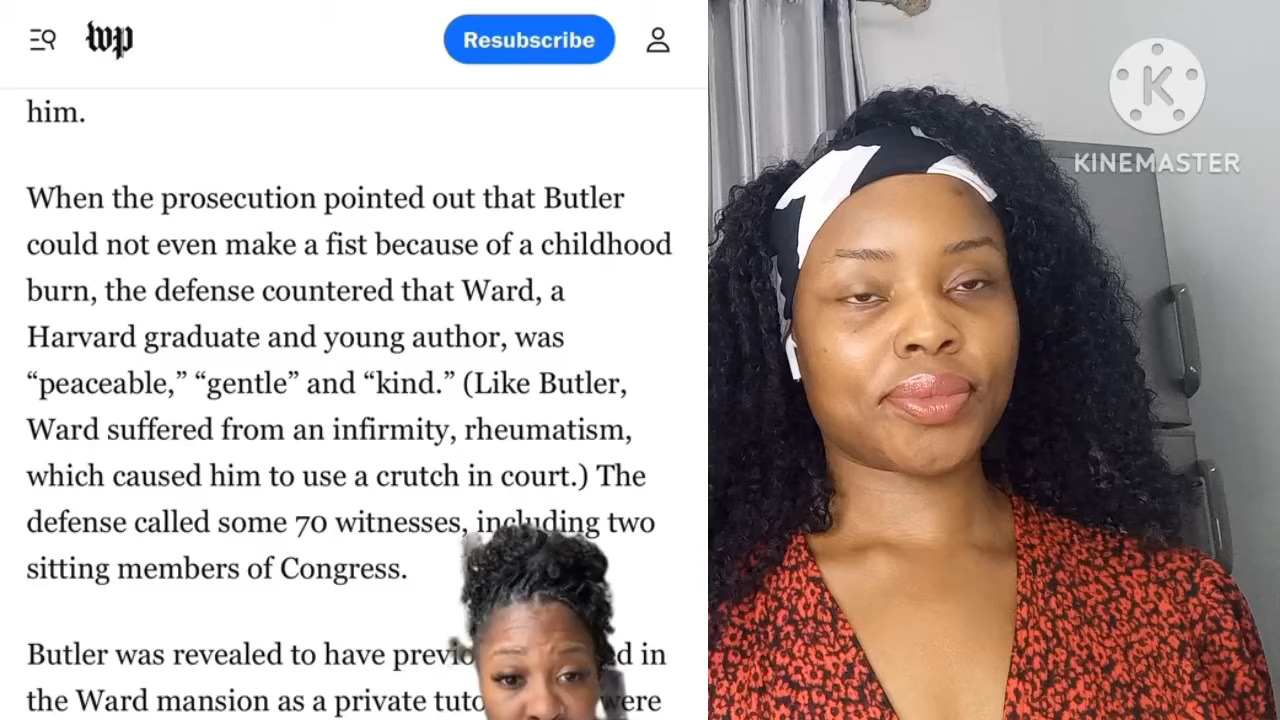 wp
Resubscribe
him.
When the prosecution pointed out that Butler
could not even make a fist because of a childhood
burn, the defense countered that Ward, a
Harvard graduate and young author, was
“peaceable,” “gentle” and “kind.” (Like Butler,
Ward suffered from an infirmity, rheumatism,
which caused him to use a crutch in court.) The
defense called some 70 witnesses, including two
sitting members of Congress.
Butler was revealed to have in
the Ward mansion as a private were
K
KINEMASTER